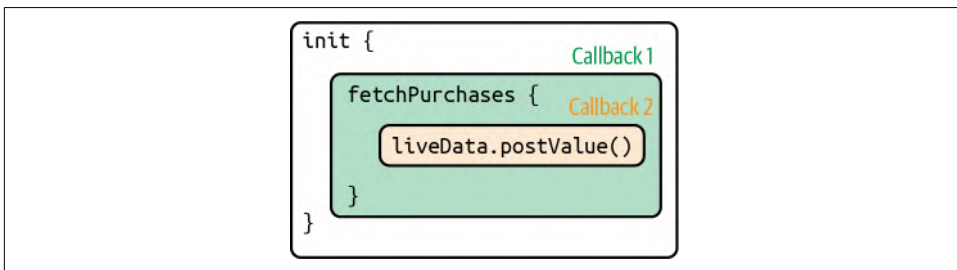 init {
Callback 1
fetchPurchases {
Callback 2
liveData.postValue()
}
}